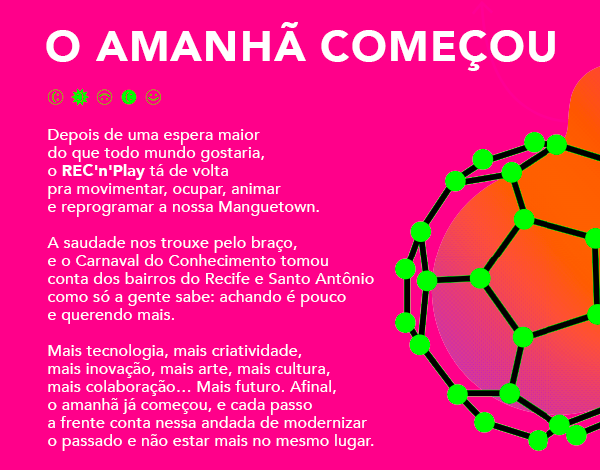 O AMANHÃ COMEÇOU
Depois de uma espera maior
do que todo mundo gostaria,
o REC'n'Play tá de volta
pra movimentar, ocupar, animar
e reprogramar a nossa Manguetown.
A saudade nos trouxe pelo braço,
e o Carnaval do Conhecimento tomou
conta dos bairros do Recife e Santo Antônio
como só a gente sabe: achando é pouco
e querendo mais.
Mais tecnologia, mais criatividade,
mais inovação, mais arte, mais cultura,
mais colaboração... Mais futuro. Afinal,
o amanhã já começou, e cada passo
a frente conta nessa andada de modernizar
o passado e não estar mais no mesmo lugar.